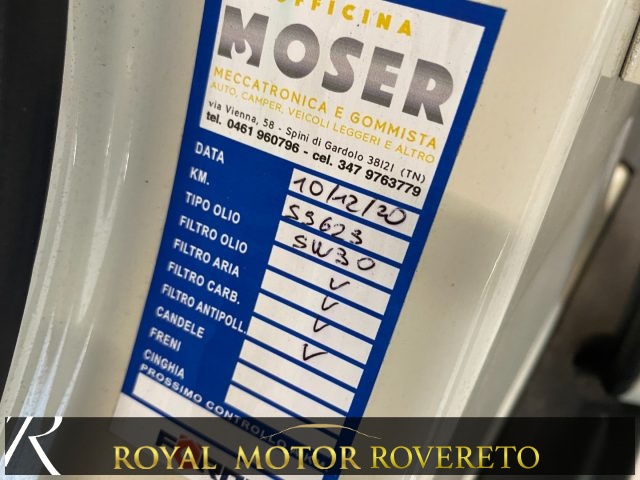 OFFICINA
MOSER
MECCATRONICA E GOMMISTA
AUTO, CAMPER, VEICOLI LEGGERI E ALTRO
via Vienna, 58 - Spini di Gardolo 38121 (TN)
tel. 0461 960796 - cel. 347 9763779
DATA 10/12/20
KM. 53623
TIPO OLIO 5W30
FILTRO OLIO ✓
FILTRO ARIA ✓
FILTRO CARB. ✓
FILTRO ANTIPOLL. ✓
CANDELE
FRENI
CINGHIA
PROSSIMO CONTROLLO
R ROYAL MOTOR ROVERETO